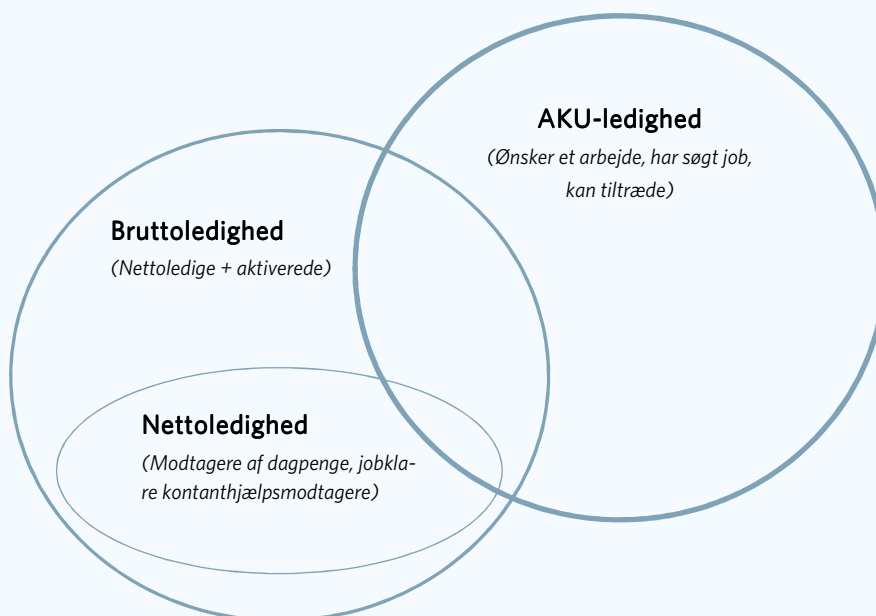 AKU-ledighed
(Ønsker et arbejde, har søgt job,
kan tiltræde)
Bruttoledighed
(Nettoledige + aktiverede)
Nettoledighed
(Modtagere af dagpenge, jobkla-
re kontanthjælpsmodtagere)